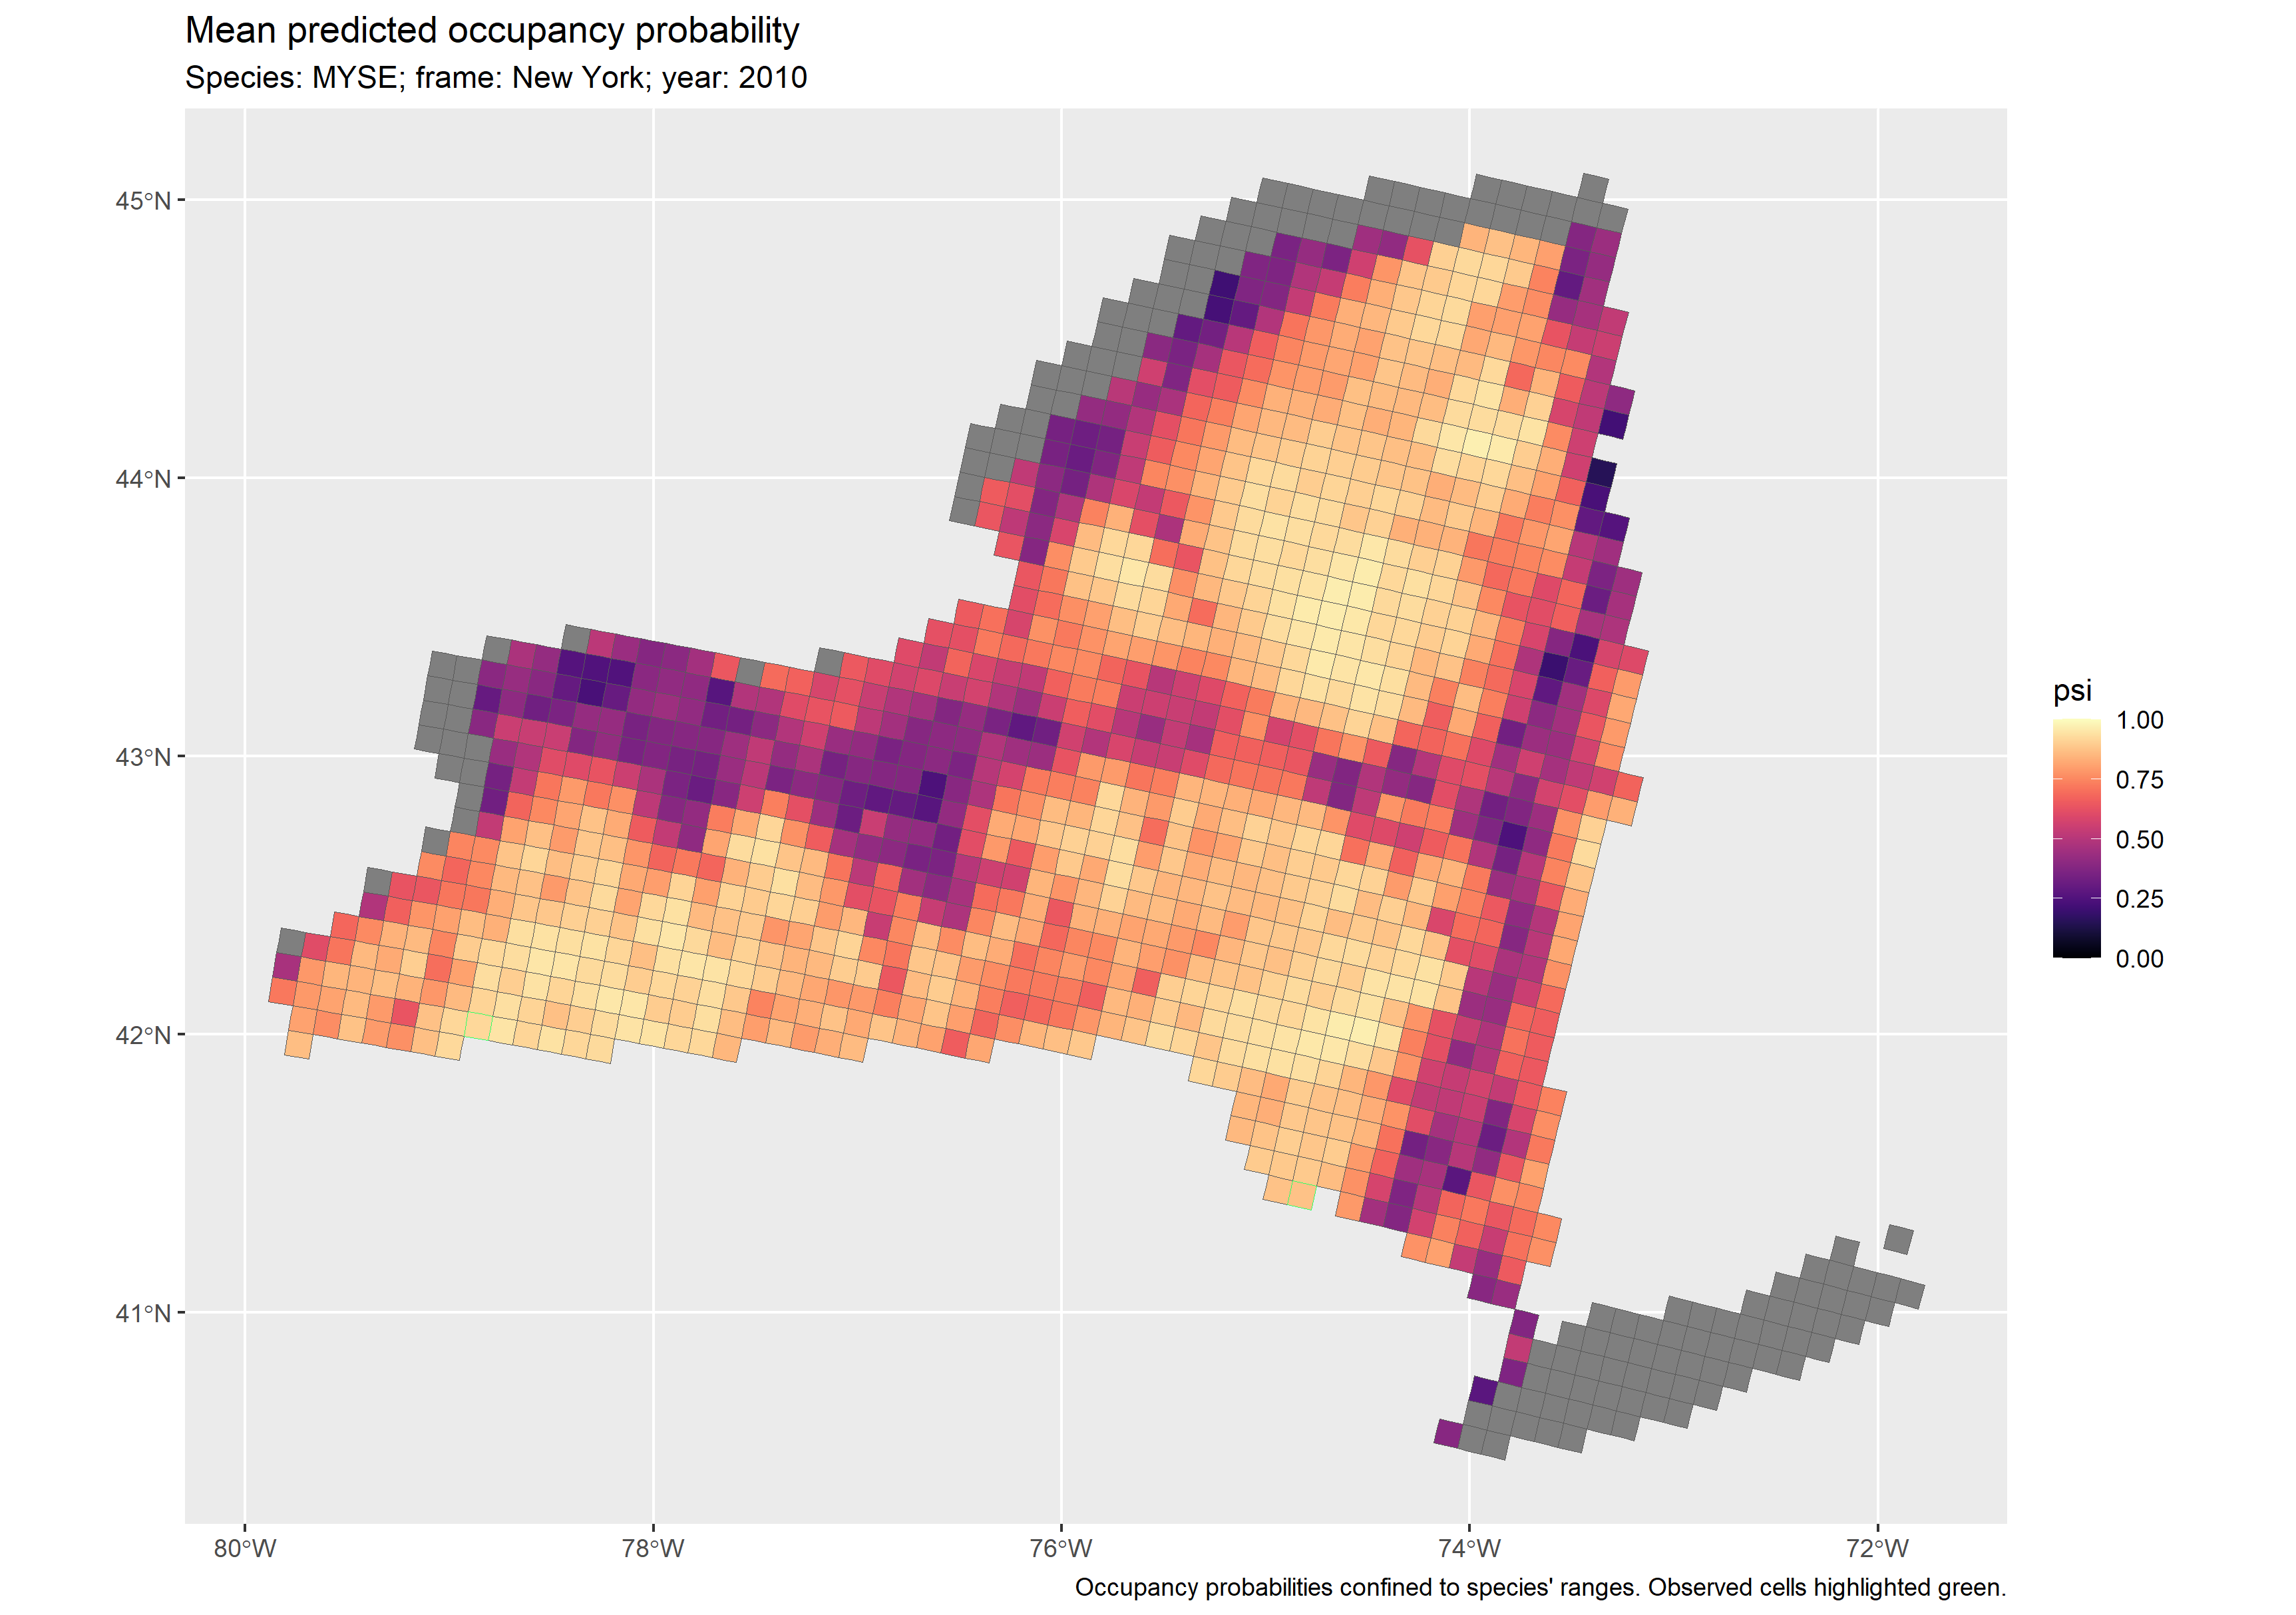 Mean predicted occupancy probability
Species: MYSE; frame: New York; year: 2010
45°N
44°N
43°N
42°N
41°N
80°W
78°W
76°W
74°W
72°W
psi
1.00
0.75
0.50
0.25
0.00
Occupancy probabilities confined to species' ranges. Observed cells highlighted green.